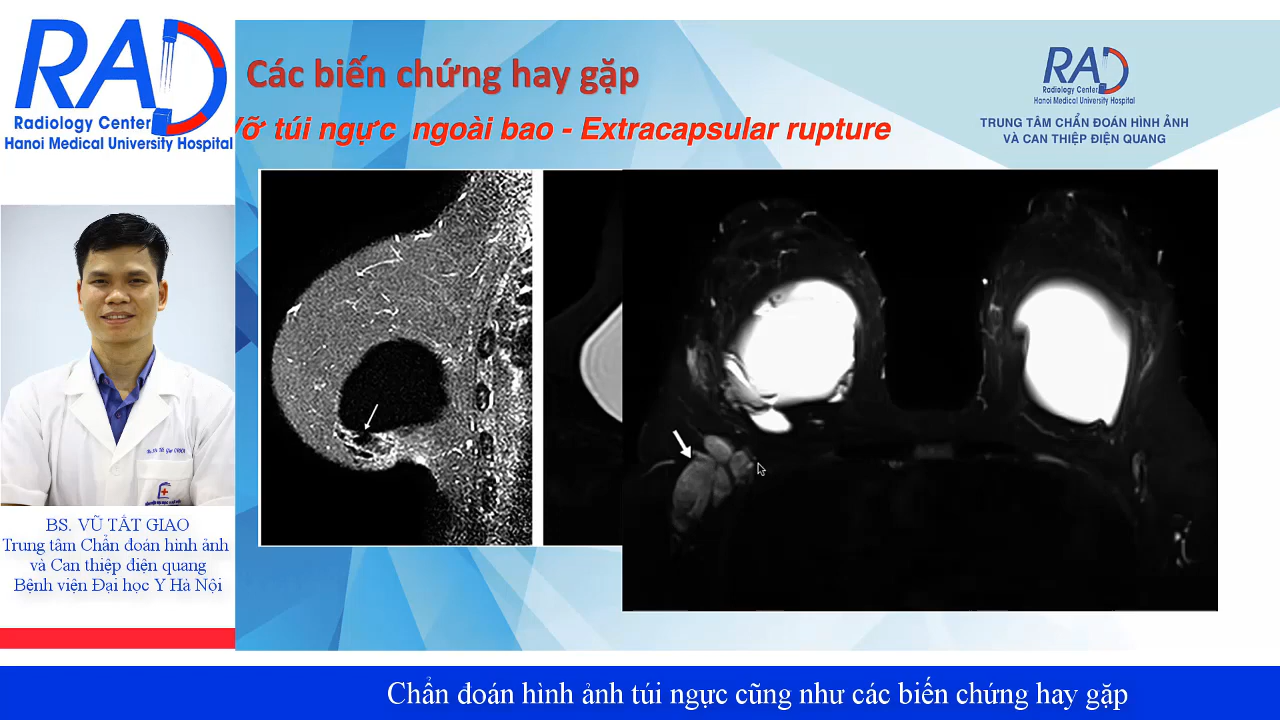 RAD
Radiology Center
Hanoi Medical University Hospital
Các biến chứng hay gặp
Vỡ túi ngực ngoài bao - Extracapsular rupture
RAD
Radiology Center
Hanoi Medical University Hospital
TRUNG TÂM CHẨN ĐOÁN HÌNH ẢNH
VÀ CAN THIỆP ĐIỆN QUANG
BS. VŨ TẤT GIAO
Trung tâm Chẩn đoán hình ảnh
và Can thiệp điện quang
Bệnh viện Đại học Y Hà Nội
Chẩn đoán hình ảnh túi ngực cũng như các biến chứng hay gặp